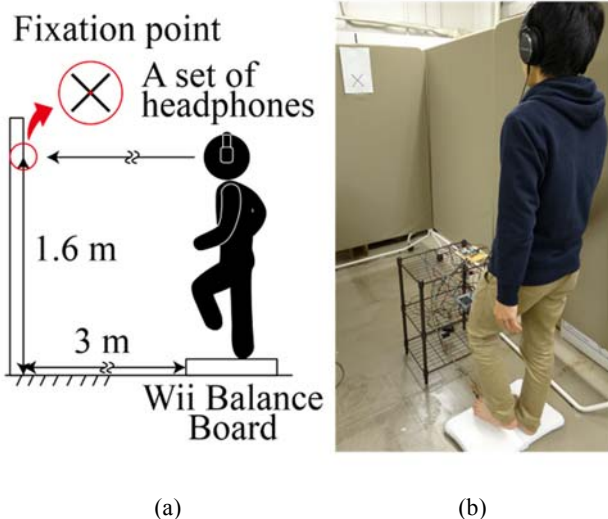 Fixation point
A set of
headphones
1.6 m
3 m
Wii Balance
Board
(a)
(b)